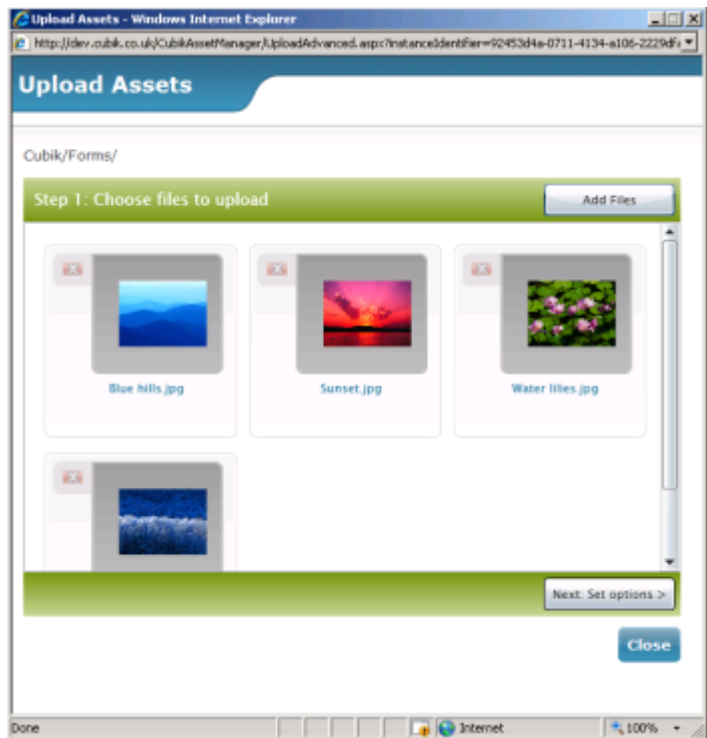 Upload Assets - Windows Internet Explorer
http://dev.cubik.co.uk/CubikAssetManager/UploadAdvanced.aspx?instanceIdentifier=92453d4a-0711-4134-a106-2229dfa
Upload Assets
Cubik/Forms/
Step 1: Choose files to upload
Add Files
Blue hills.jpg
Sunset.jpg
Water lilies.jpg
Next: Set options >
Close
Done
Internet
100%